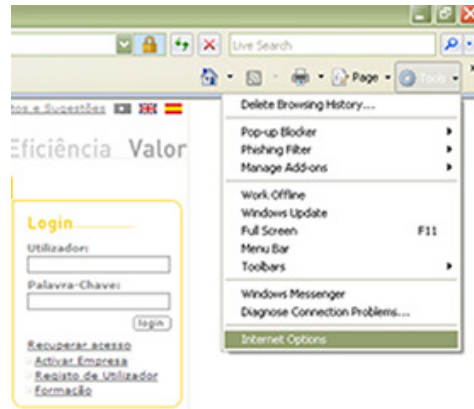 Live Search
Page Tools
tos e Sugestões
Eficiência Valor
Login
Utilizador:
Palavra-Chave:
login
Recuperar acesso
Activar Empresa
Registo de Utilizador
Formação
Delete Browsing History...
Pop-up Blocker
Phishing Filter
Manage Add-ons
Work Offline
Windows Update
Full Screen F11
Menu Bar
Toolbars
Windows Messenger
Diagnose Connection Problems...
Internet Options